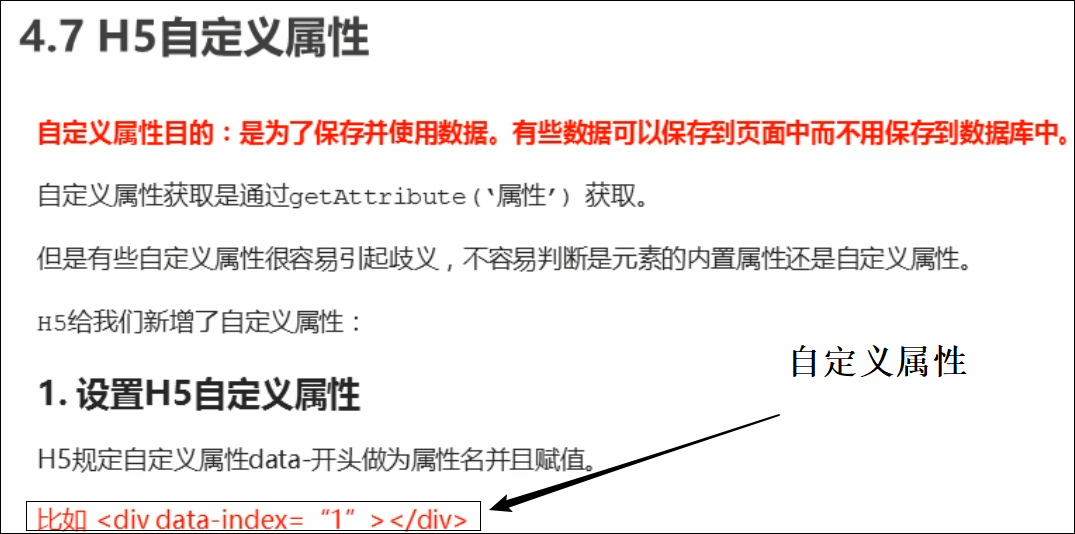 4.7 H5自定义属性
自定义属性目的：是为了保存并使用数据。有些数据可以保存到页面中而不用保存到数据库中。
自定义属性获取是通过getAttribute(‘属性’) 获取。
但是有些自定义属性很容易引起歧义，不容易判断是元素的内置属性还是自定义属性。
H5给我们新增了自定义属：
自定义属性
1. 设置H5自定义属性
H5规定自定义属性data-开头做为属性名并且赋值。
比如 <div data-index=“1”></div>